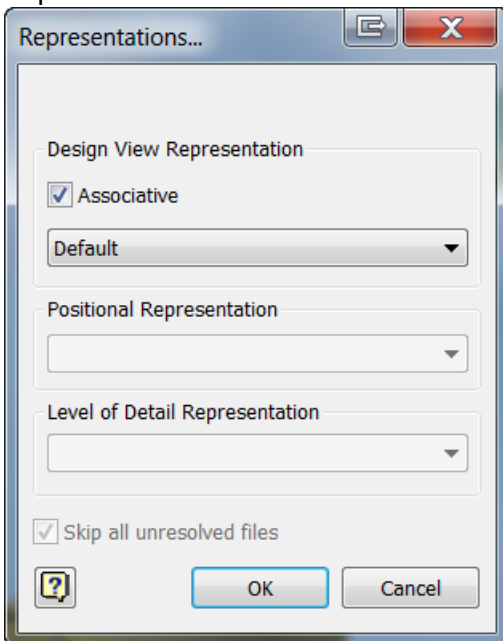 Representations...
Design View Representation
Associative
Default
Positional Representation
Level of Detail Representation
Skip all unresolved files
OK
Cancel